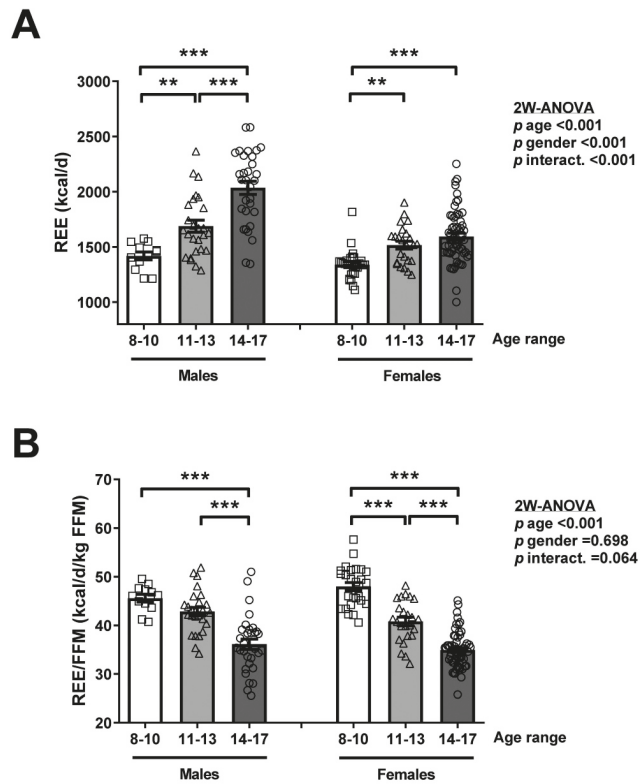 A
***
***
**
***
**
2W-ANOVA
p age <0.001
p gender <0.001
p interact. <0.001
REE (kcal/d)
3000
2500
2000
1500
1000
8-10 11-13 14-17 8-10 11-13 14-17 Age range
Males Females
B
***
***
***
***
***
2W-ANOVA
p age <0.001
p gender =0.698
p interact. =0.064
REE/FFM (kcal/d/kg FFM)
70
60
50
40
30
20
8-10 11-13 14-17 8-10 11-13 14-17 Age range
Males Females